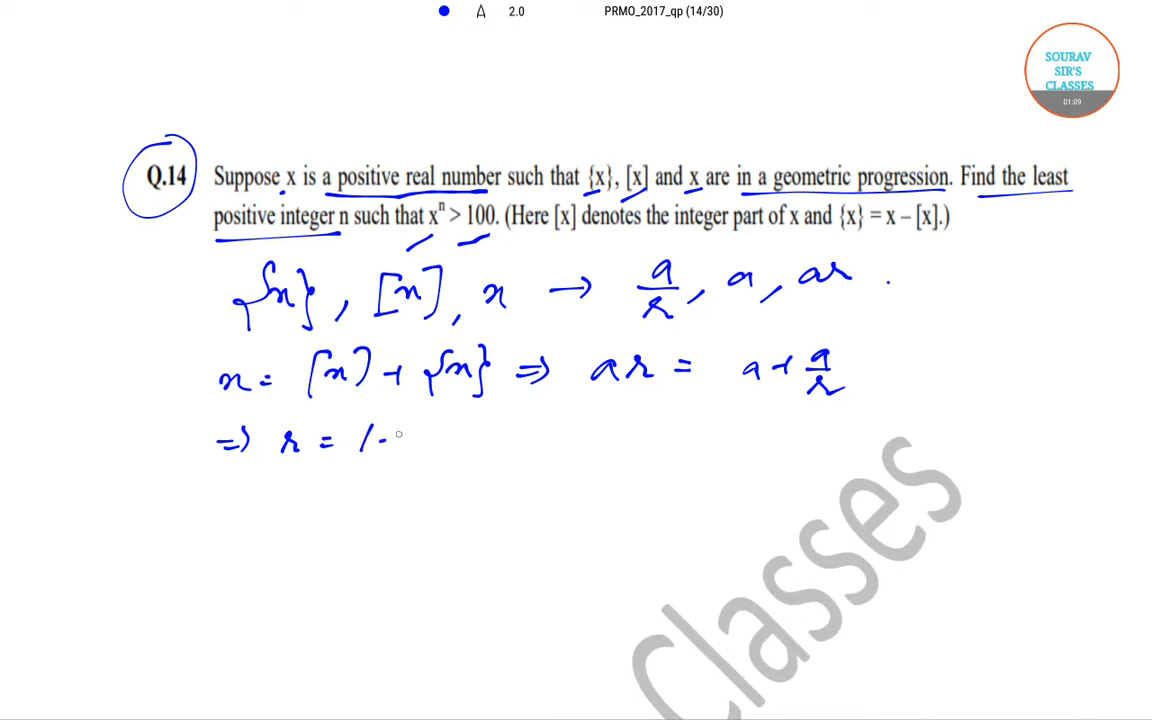 2.0 PRMO_2017_qp (14/30)
SOURAV
SIR'S
CLASSES
01:09
Q.14 Suppose x is a positive real number such that {x}, [x] and x are in a geometric progression. Find the least
positive integer n such that xⁿ > 100. (Here [x] denotes the integer part of x and {x} = x – [x].)
{x}, [x], x → a/r, a, ar.
x = [x] + {x} ⇒ ar = a + a/r
⇒ r = 1
Classes